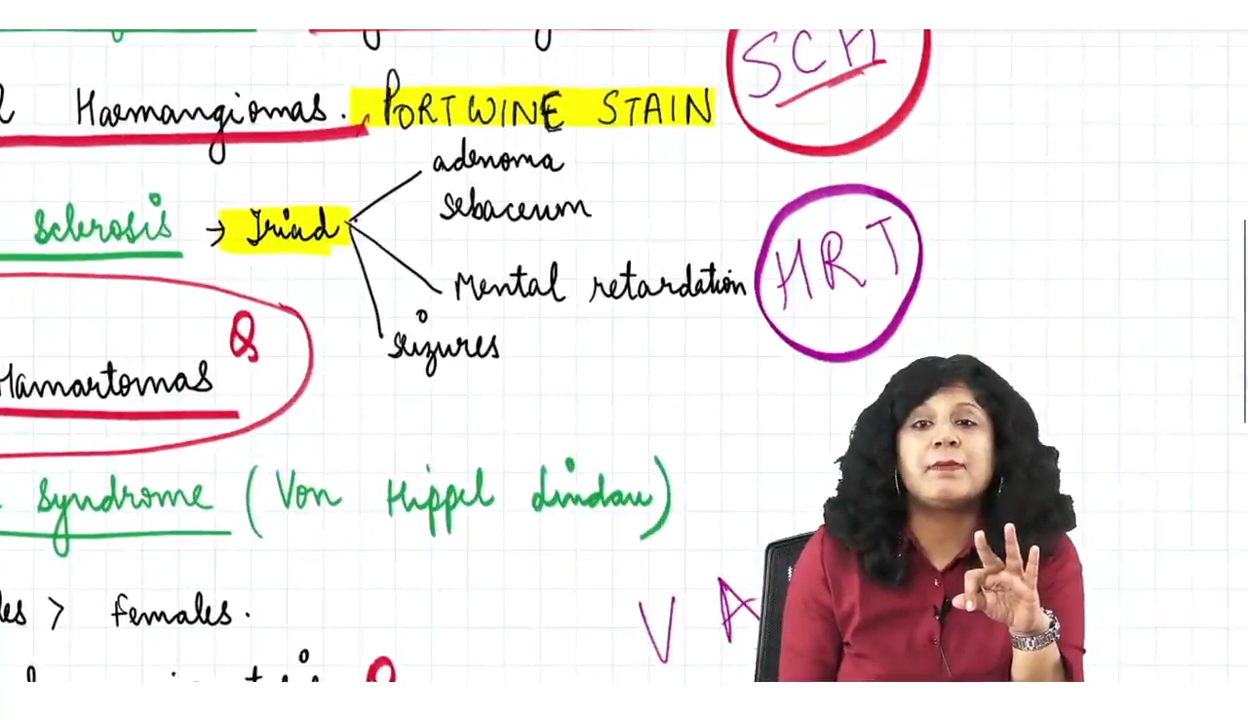 Haemangiomas. PORTWINE STAIN
SCH
adenoma
sebaceum
Sclerosis → Triad
Mental retardation
HRT
seizures
Q
Hamartomas
Syndrome (Von Hippel Lindau)
> females.
V A